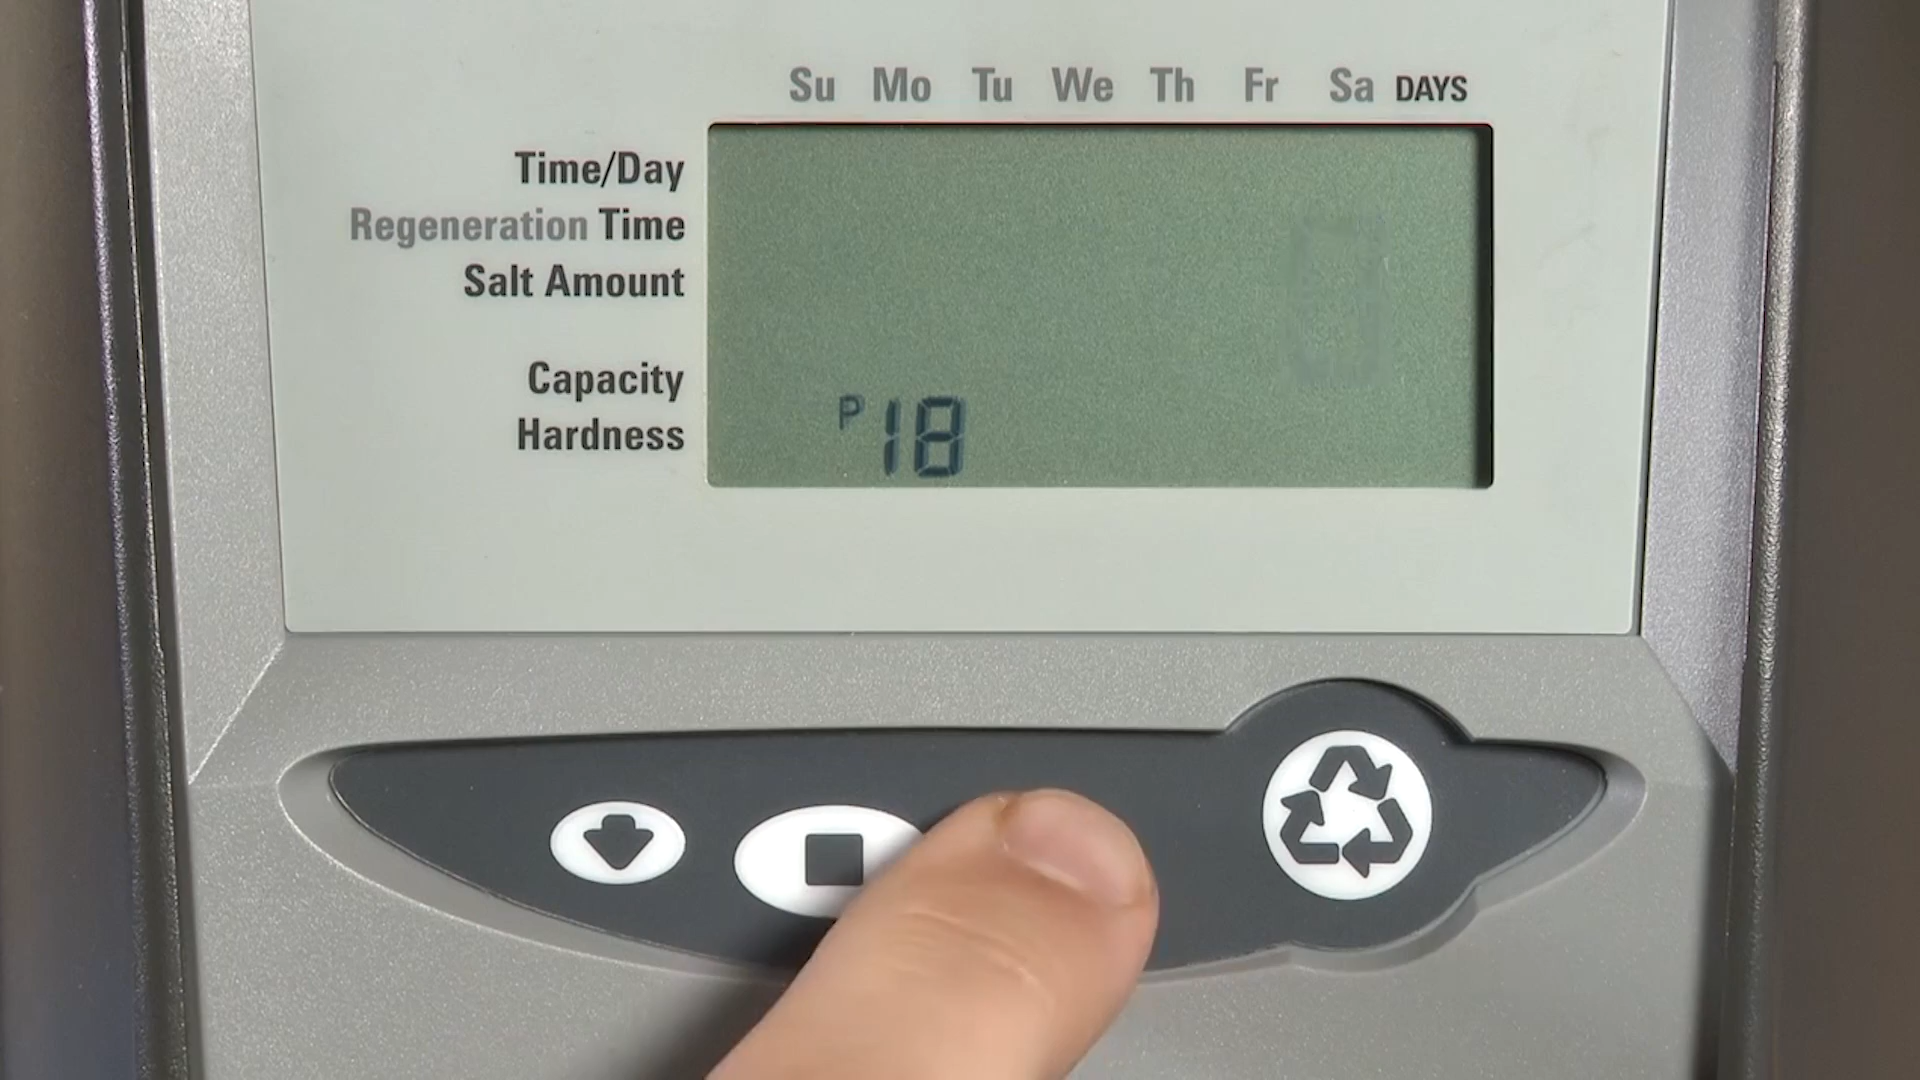 Su Mo Tu We Th Fr Sa DAYS
Time/Day
Regeneration Time
Salt Amount
Capacity
Hardness
P18